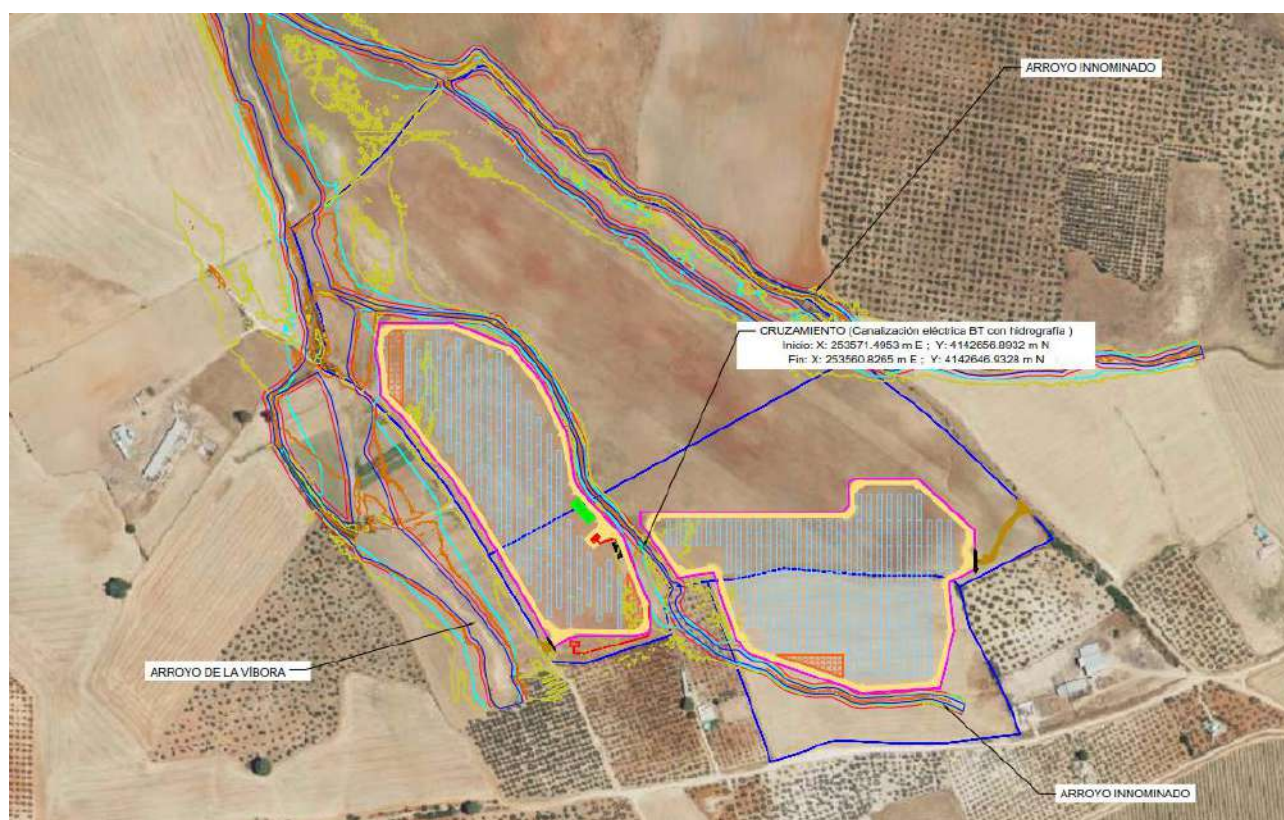 ARROYO INNOMINADO
CRUZAMIENTO (Canalización eléctrica BT con hidrografía )
Inicio: X: 253571.4953 m E ; Y: 4142656.8932 m N
Fin: X: 253560.8265 m E ; Y: 4142646.9328 m N
ARROYO DE LA VÍBORA
ARROYO INNOMINADO